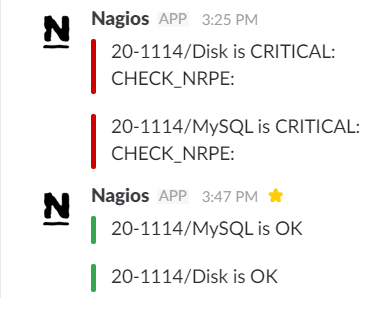 N
Nagios APP 3:25 PM
20-1114/Disk is CRITICAL:
CHECK_NRPE:
20-1114/MySQL is CRITICAL:
CHECK_NRPE:
N
Nagios APP 3:47 PM
20-1114/MySQL is OK
20-1114/Disk is OK